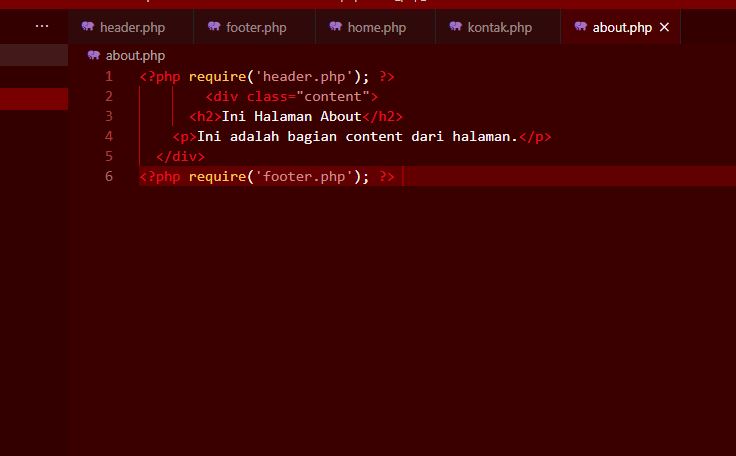 ... header.php footer.php home.php kontak.php about.php ×
about.php
1 <?php require('header.php'); ?>
2 <div class="content">
3 <h2>Ini Halaman About</h2>
4 <p>Ini adalah bagian content dari halaman.</p>
5 </div>
6 <?php require('footer.php'); ?>